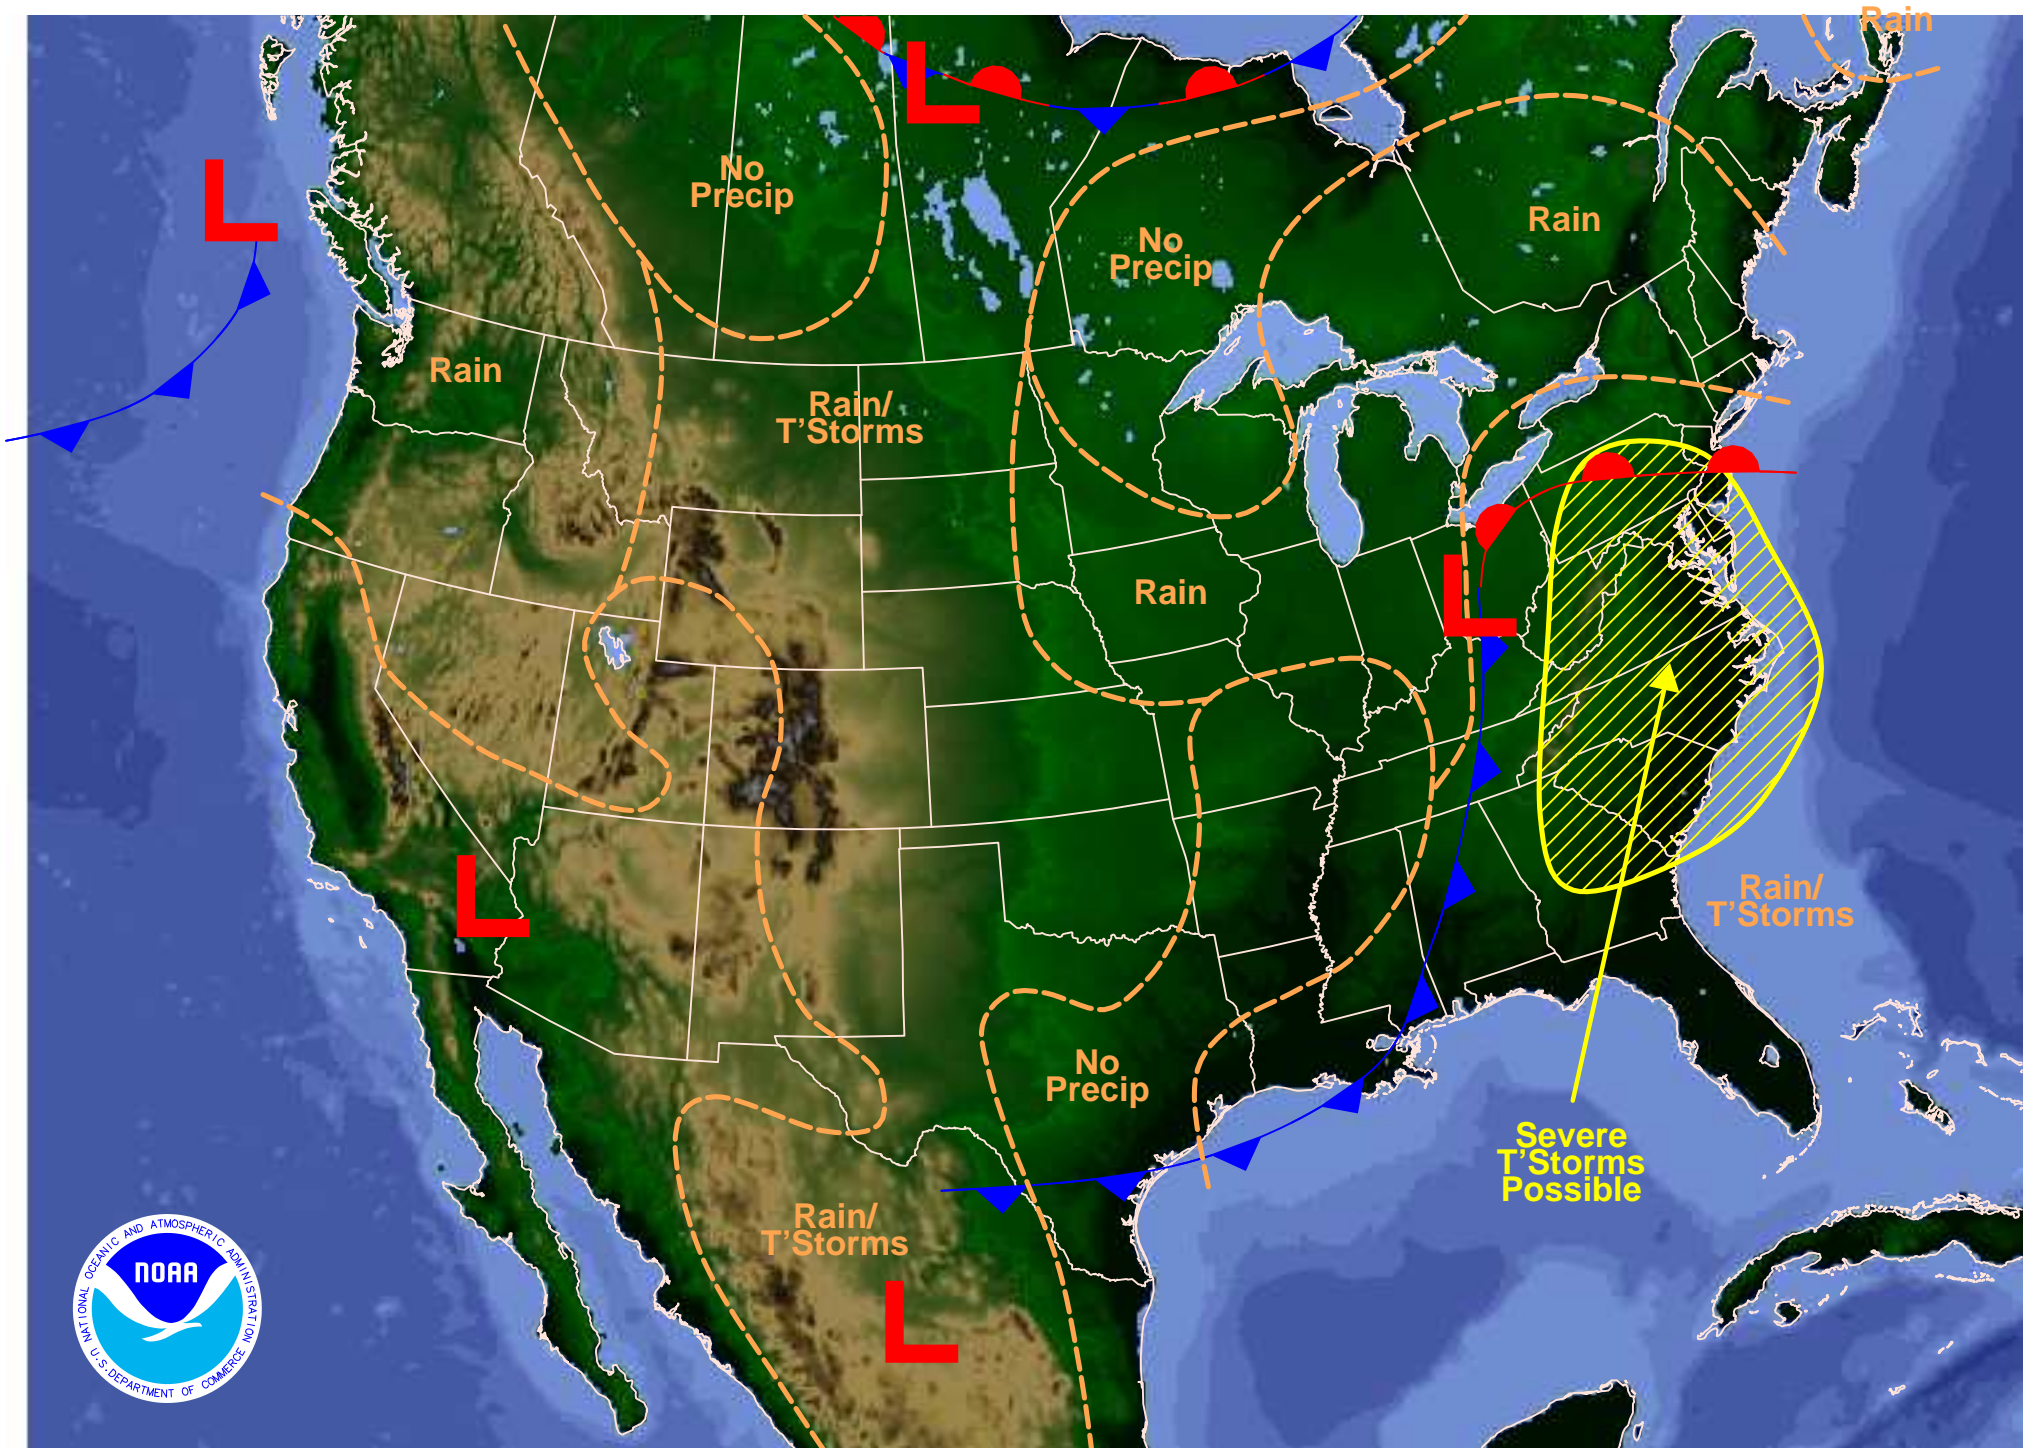 Rain
No
Precip
Rain
No
Precip
Rain
Rain/
T'Storms
Rain
Rain/
T'Storms
No
Precip
Severe
T'Storms
Possible
Rain/
T'Storms
L
L
L
L
L
NATIONAL OCEANIC AND ATMOSPHERIC ADMINISTRATION
NOAA
U.S. DEPARTMENT OF COMMERCE